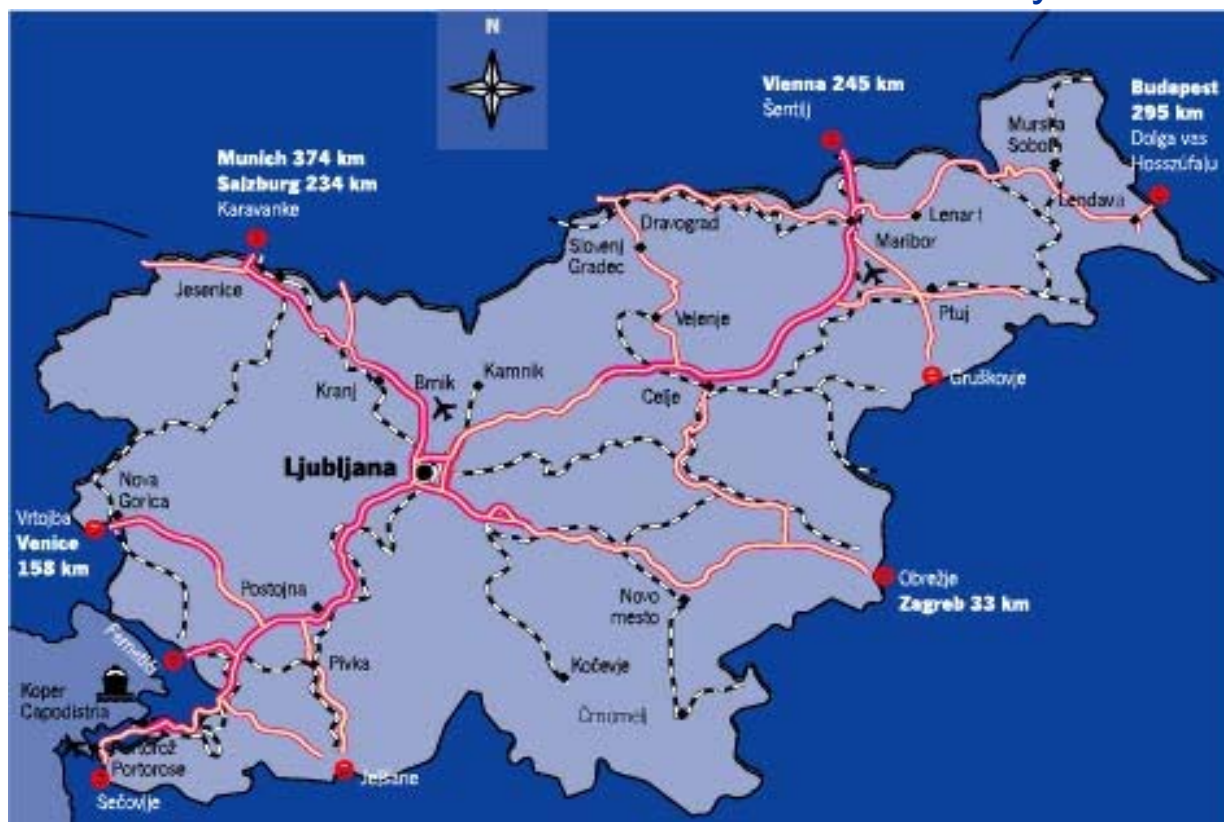 N
Vienna 245 km
Šentilj
Budapest
295 km
Dolga vas
Hosszúfalu
Munich 374 km
Salzburg 234 km
Karavanke
Murska
Sobota
Lendava
Lenart
Dravograd
Maribor
Slovenj
Gradec
Jesenice
Velenje
Ptuj
Gruškovje
Kranj
Brnik
Kamnik
Celje
Ljubljana
Nova
Gorica
Vrtojba
Venice
158 km
Postojna
Obrežje
Zagreb 33 km
Novo
mesto
Fernetiči
Pivka
Kočevje
Koper
Capodistria
Črnomelj
Portorož
Portorose
Jelšane
Sečovlje